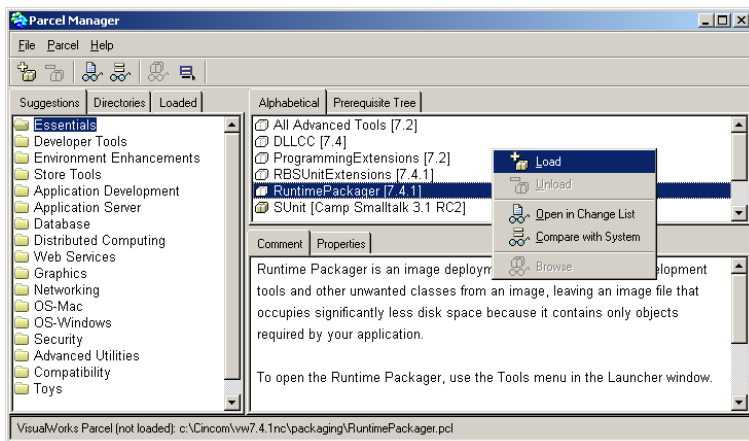 Parcel Manager
File Parcel Help
Suggestions Directories Loaded
Essentials
Developer Tools
Environment Enhancements
Store Tools
Application Development
Application Server
Database
Distributed Computing
Web Services
Graphics
Networking
OS-Mac
OS-Windows
Security
Advanced Utilities
Compatibility
Toys
Alphabetical Prerequisite Tree
All Advanced Tools [7.2]
DLLCC [7.4]
ProgrammingExtensions [7.2]
RBSUnitExtensions [7.4.1]
RuntimePackager [7.4.1]
SUnit [Camp Smalltalk 3.1 RC2]
Load
Unload
Open in Change List
Compare with System
Browse
Comment Properties
Runtime Packager is an image deploym elopment
tools and other unwanted classes from an image, leaving an image file that
occupies significantly less disk space because it contains only objects
required by your application.
To open the Runtime Packager, use the Tools menu in the Launcher window.
VisualWorks Parcel (not loaded): c:\Cincom\vw7.4.1nc\packaging\RuntimePackager.pcl